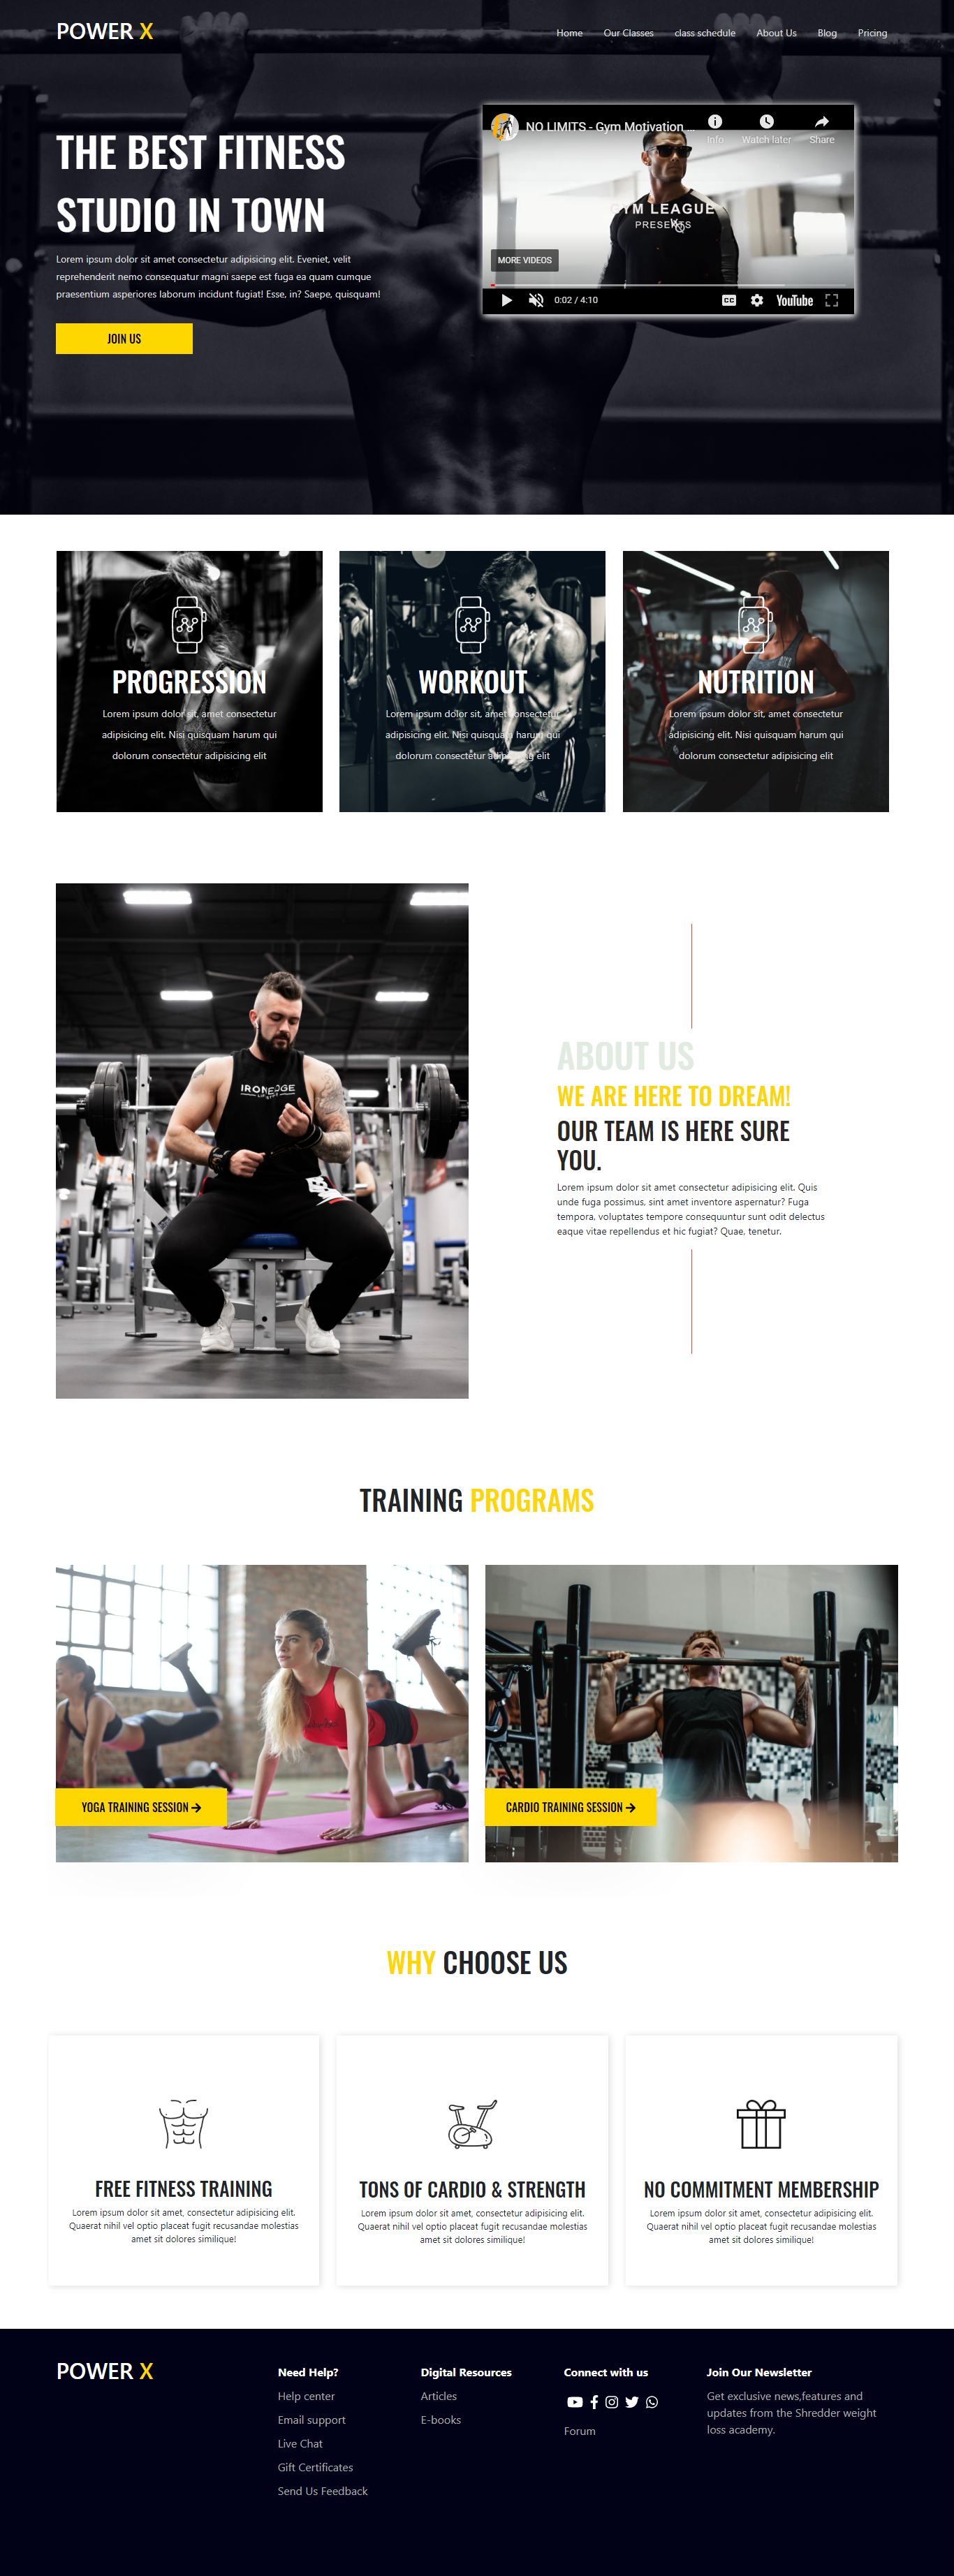 POWER X
Home Our Classes class schedule About Us Blog Pricing
THE BEST FITNESS
STUDIO IN TOWN
Lorem ipsum dolor sit amet consectetur adipisicing elit. Eveniet, velit
reprehenderit nemo consequatur magni saepe est fuga ea quam cumque
praesentium asperiores laborum incidunt fugiat! Esse, in? Saepe, quisquam!
JOIN US
NO LIMITS - Gym Motivation ...
Info Watch later Share
GYM LEAGUE
PRESENTS
MORE VIDEOS
0:02 / 4:10
CC
YouTube
PROGRESSION
Lorem ipsum dolor sit, amet consectetur
adipisicing elit. Nisi quisquam harum qui
dolorum consectetur adipisicing elit
WORKOUT
Lorem ipsum dolor sit, amet consectetur
adipisicing elit. Nisi quisquam harum qui
dolorum consectetur adipisicing elit
NUTRITION
Lorem ipsum dolor sit, amet consectetur
adipisicing elit. Nisi quisquam harum qui
dolorum consectetur adipisicing elit
IRON EDGE
ABOUT US
WE ARE HERE TO DREAM!
OUR TEAM IS HERE SURE
YOU.
Lorem ipsum dolor sit amet consectetur adipisicing elit. Quis
unde fuga possimus, sint amet inventore aspernatur? Fuga
tempora, voluptates tempore consequuntur sunt odit delectus
eaque vitae repellendus et hic fugiat? Quae, tenetur.
TRAINING PROGRAMS
YOGA TRAINING SESSION
CARDIO TRAINING SESSION
WHY CHOOSE US
FREE FITNESS TRAINING
Lorem ipsum dolor sit amet, consectetur adipisicing elit.
Quaerat nihil vel optio placeat fugit recusandae molestias
amet sit dolores similique!
TONS OF CARDIO & STRENGTH
Lorem ipsum dolor sit amet, consectetur adipisicing elit.
Quaerat nihil vel optio placeat fugit recusandae molestias
amet sit dolores similique!
NO COMMITMENT MEMBERSHIP
Lorem ipsum dolor sit amet, consectetur adipisicing elit.
Quaerat nihil vel optio placeat fugit recusandae molestias
amet sit dolores similique!
POWER X
Need Help?
Help center
Email support
Live Chat
Gift Certificates
Send Us Feedback
Digital Resources
Articles
E-books
Connect with us
Forum
Join Our Newsletter
Get exclusive news,features and
updates from the Shredder weight
loss academy.